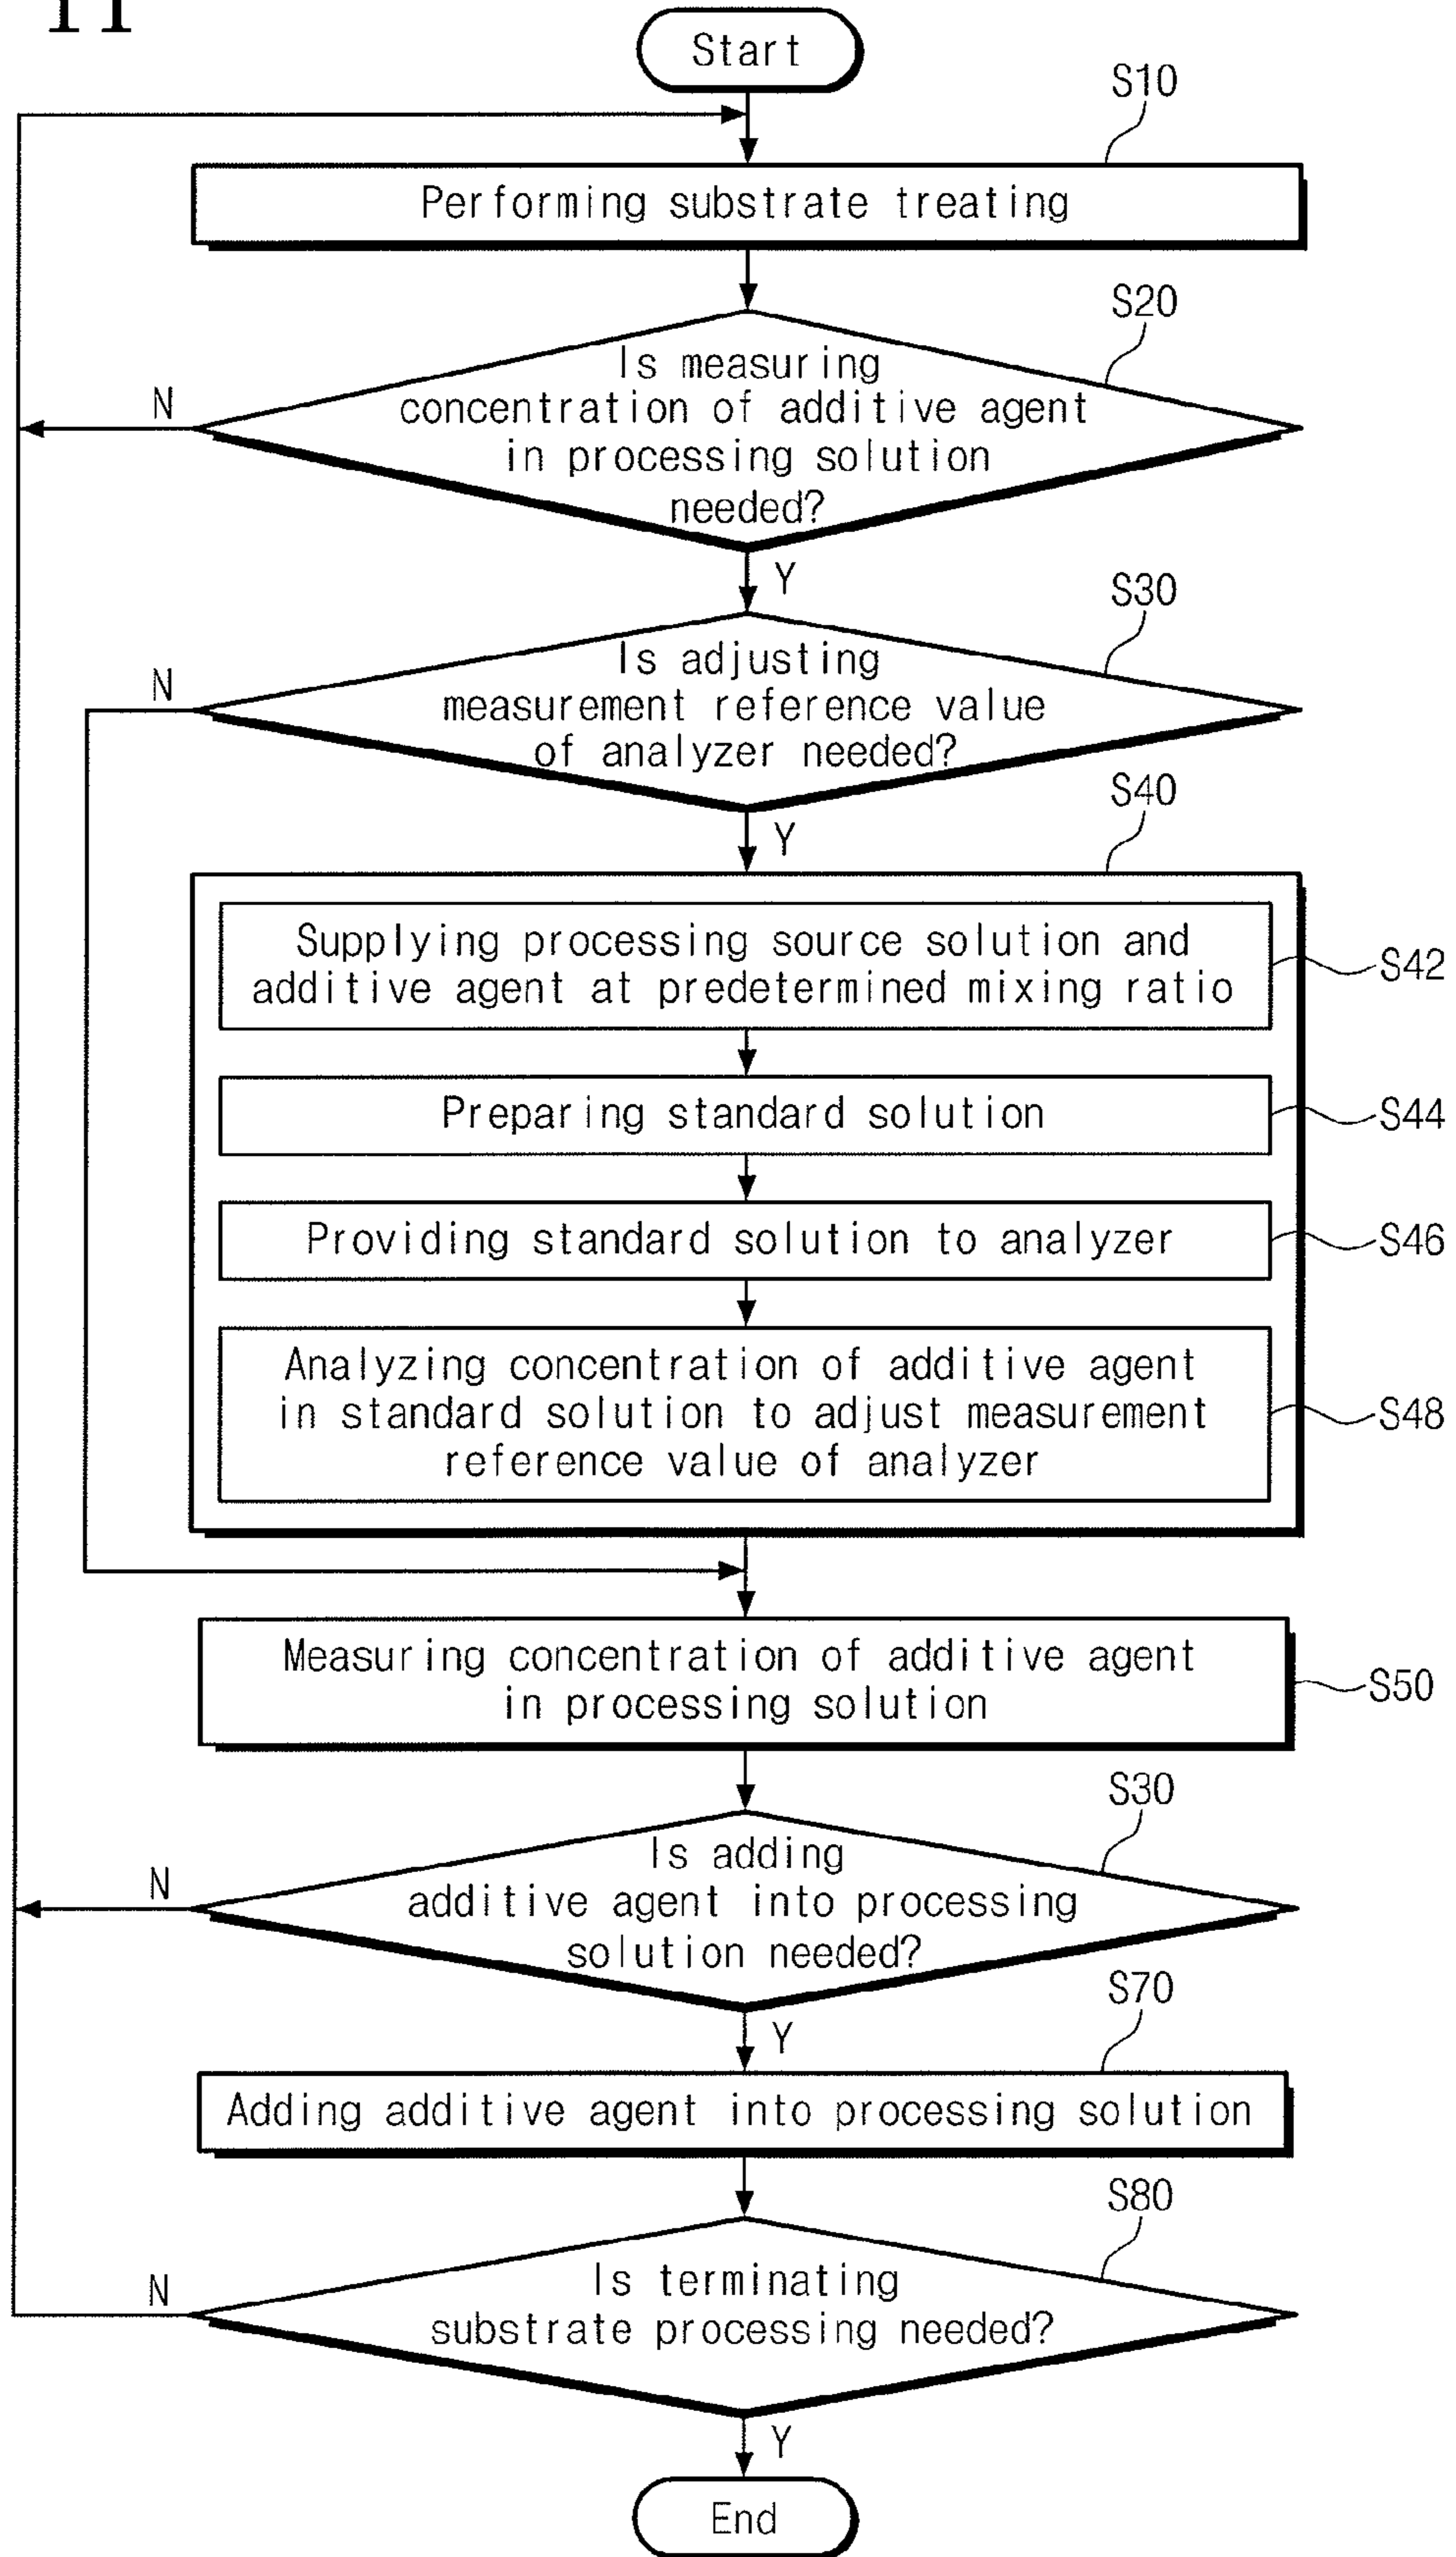 11
Start
S10
Performing substrate treating
S20
Is measuring
concentration of additive agent
in processing solution
needed?
N
Y
S30
Is adjusting
measurement reference value
of analyzer needed?
N
Y
S40
Supplying processing source solution and
additive agent at predetermined mixing ratio
S42
Preparing standard solution
S44
Providing standard solution to analyzer
S46
Analyzing concentration of additive agent
in standard solution to adjust measurement
reference value of analyzer
S48
Measuring concentration of additive agent
in processing solution
S50
S30
Is adding
additive agent into processing
solution needed?
N
Y
S70
Adding additive agent into processing solution
S80
Is terminating
substrate processing needed?
N
Y
End